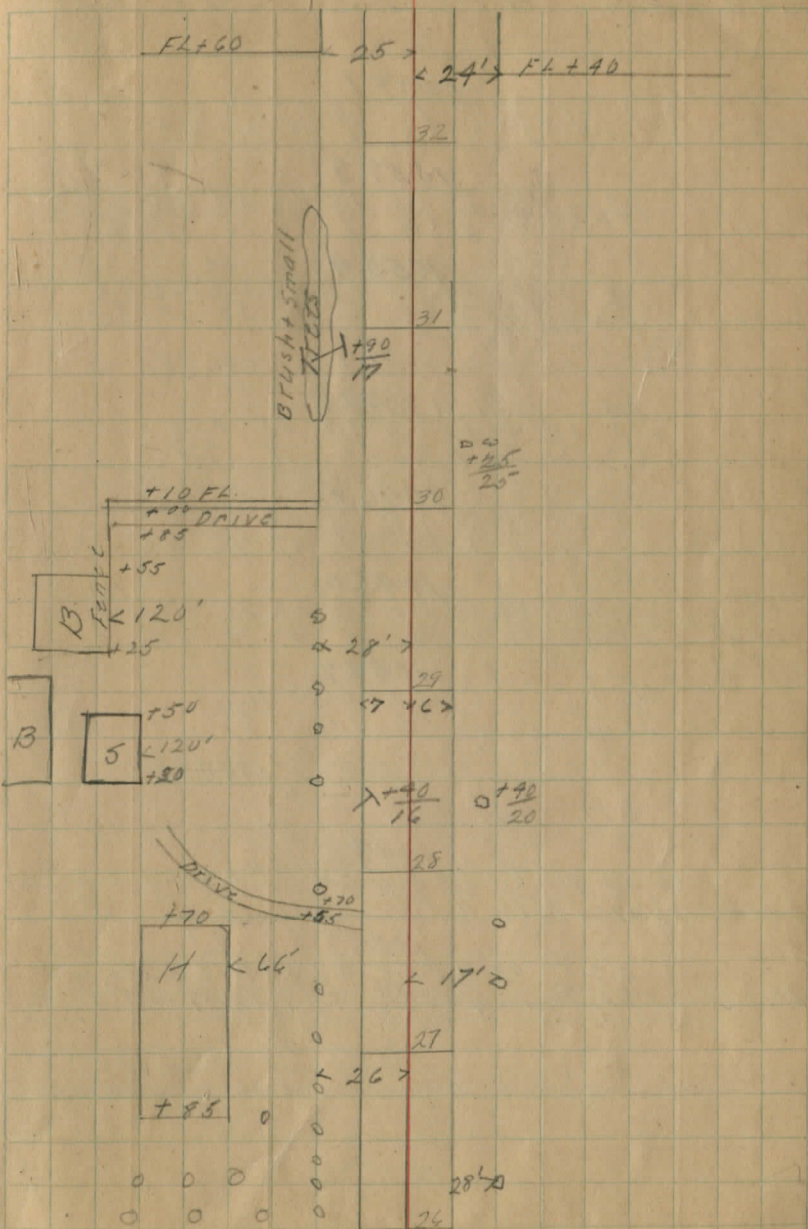 FL+60
< 25 >
< 24' > FL + 40
32
Brush + Small
Trees
31
+90
17
+45
25
+10 FL.
+00
DRIVE
+85
30
+55
B
Fence
< 120'
+25
< 28' >
29
<7
6>
B
+50
S
<120'
+20
+40
16
+40
20
28
Drive
+70
+55
+70
H
< 66'
< 17'
27
< 26 >
+ 85
28'
26